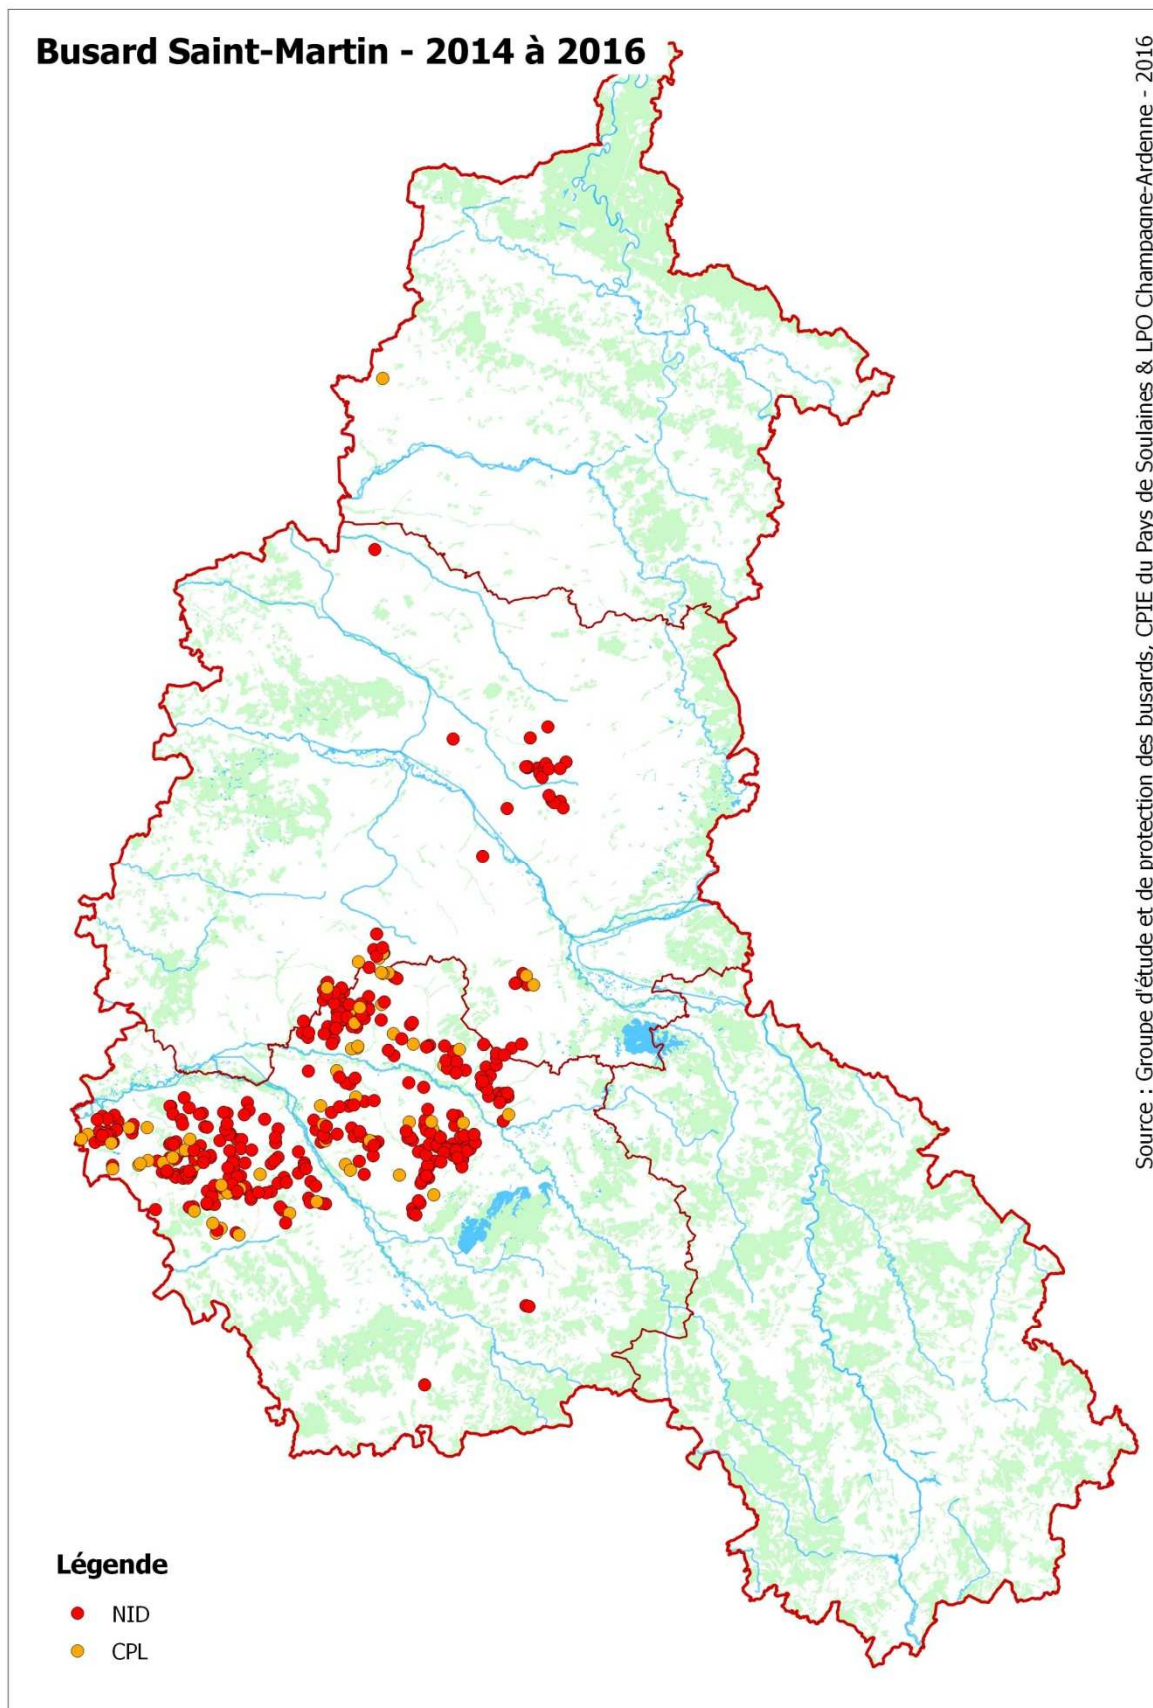 Busard Saint-Martin - 2014 à 2016
Source : Groupe d'étude et de protection des busards, CPIE du Pays de Soulaines & LPO Champagne-Ardenne - 2016
Légende
NID
CPL